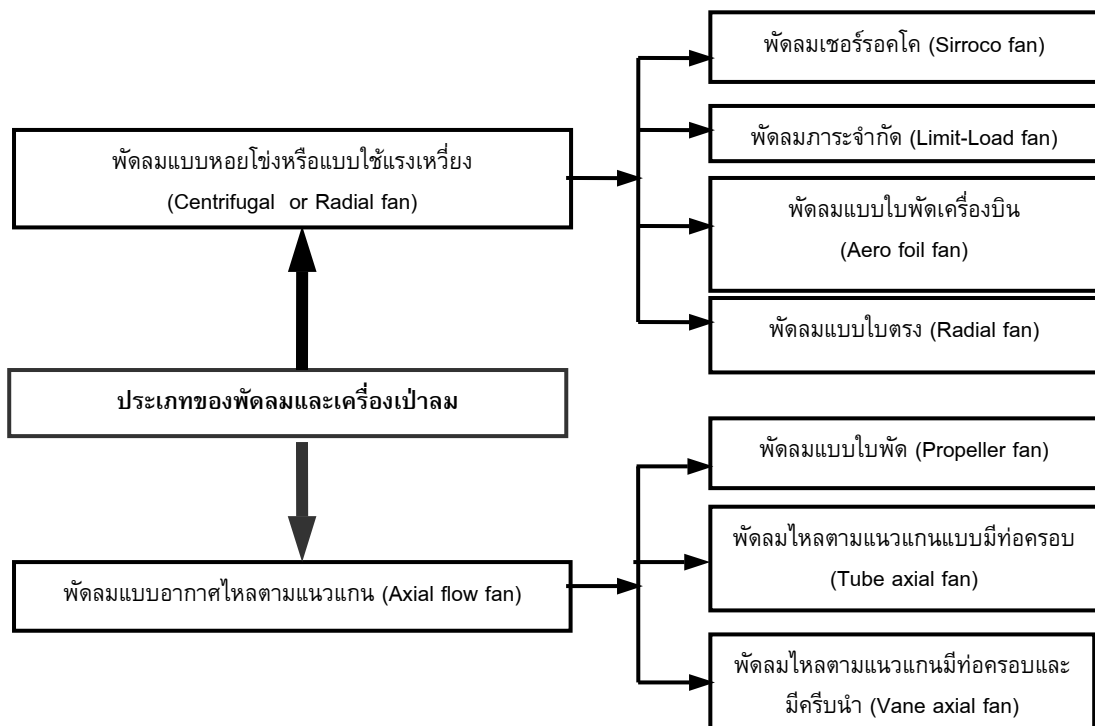 พัดลมเชอร์รอคโค (Sirroco fan)
พัดลมภาระจำกัด (Limit-Load fan)
พัดลมแบบหอยโข่งหรือแบบใช้แรงเหวี่ยง
(Centrifugal or Radial fan)
พัดลมแบบใบพัดเครื่องบิน
(Aero foil fan)
พัดลมแบบใบตรง (Radial fan)
ประเภทของพัดลมและเครื่องเป่าลม
พัดลมแบบใบพัด (Propeller fan)
พัดลมไหลตามแนวแกนแบบมีท่อครอบ
(Tube axial fan)
พัดลมแบบอากาศไหลตามแนวแกน (Axial flow fan)
พัดลมไหลตามแนวแกนมีท่อครอบและ
มีครีบนำ (Vane axial fan)